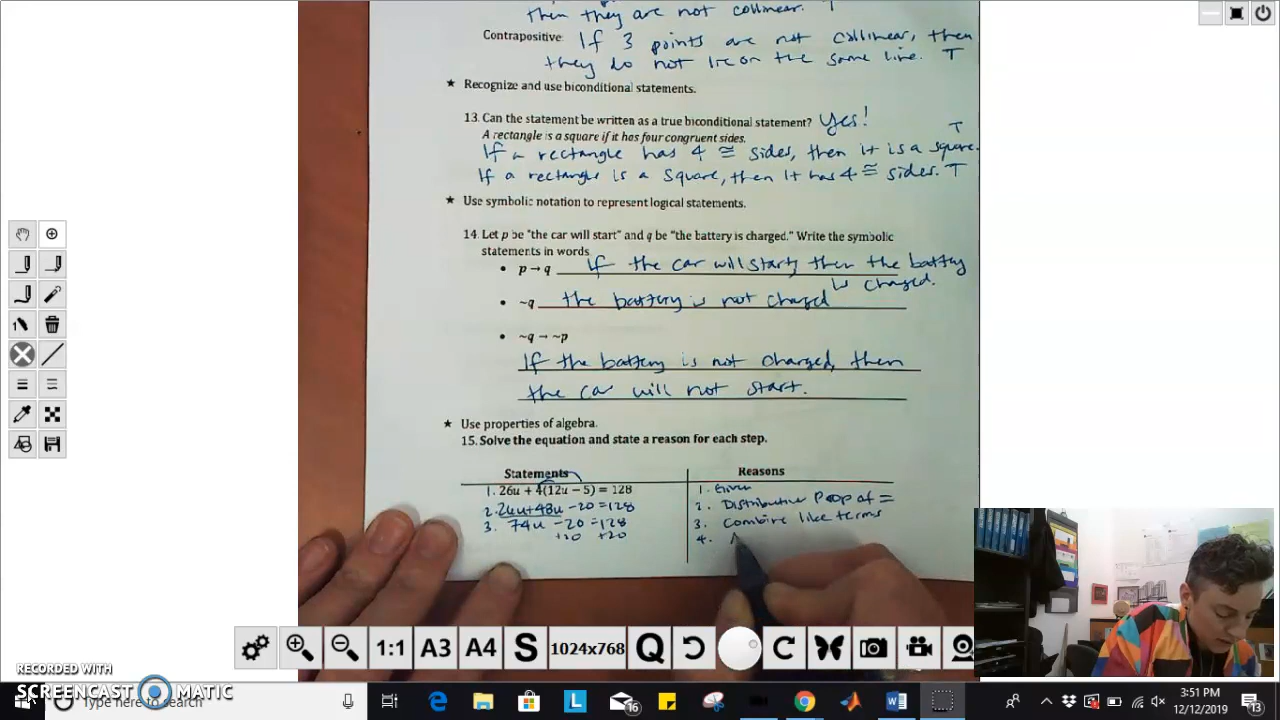 then they are not collinear. T
Contrapositive: If 3 points are not collinear, then
they do not lie on the same line. T
★ Recognize and use biconditional statements.
13. Can the statement be written as a true biconditional statement? Yes!
A rectangle is a square if it has four congruent sides.
T
If a rectangle has 4 ≅ sides, then it is a square.
If a rectangle is a square, then it has 4 ≅ sides. T
★ Use symbolic notation to represent logical statements.
14. Let p be "the car will start" and q be "the battery is charged." Write the symbolic
statements in words
• p → q If the car will start, then the battery
is charged.
• ~q the battery is not charged
• ~q → ~p
If the battery is not charged, then
the car will not start.
★ Use properties of algebra.
15. Solve the equation and state a reason for each step.
Statements
Reasons
1. 26u + 4(12u − 5) = 128
1. Given
2. 26u + 48u − 20 = 128
2. Distributive Prop of =
3. 74u − 20 = 128
3. Combine like terms
+20 +20
4.
1:1
A3
A4
S
1024x768
Q
RECORDED WITH
SCREENCAST MATIC
Type here to search
16
3:51 PM
12/12/2019
13